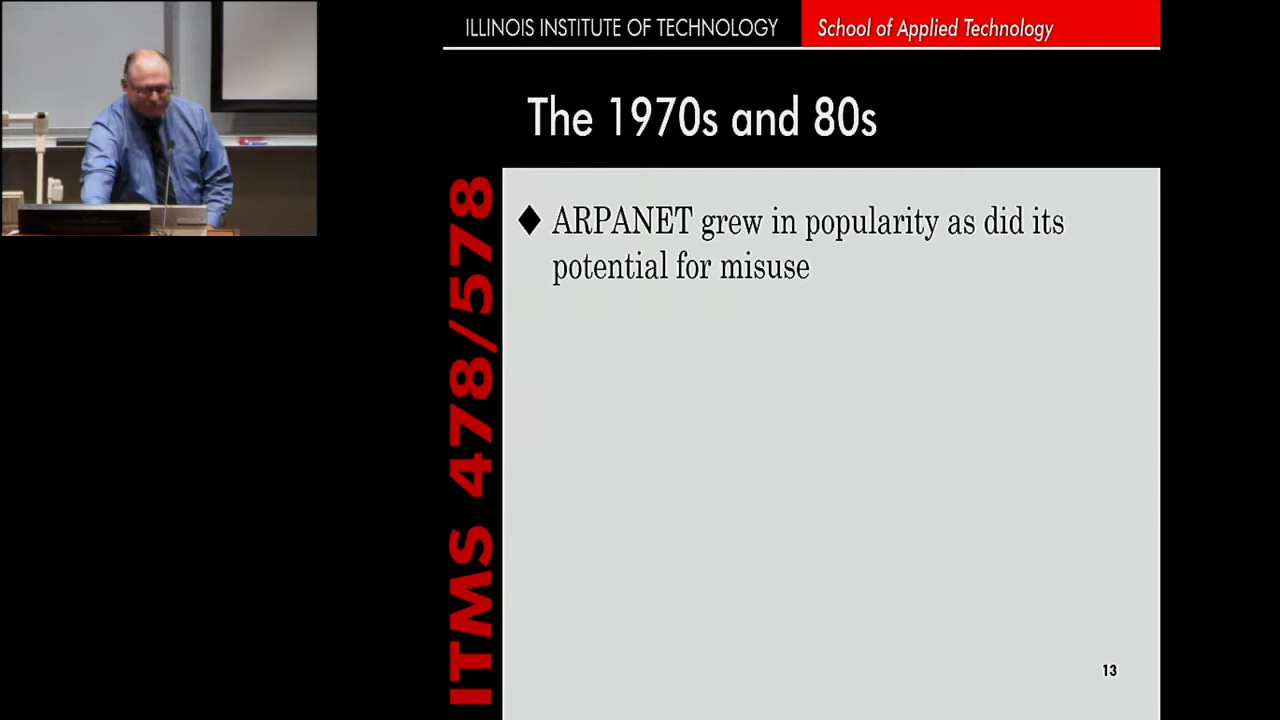 ILLINOIS INSTITUTE OF TECHNOLOGY School of Applied Technology
The 1970s and 80s
ITMS 478/578
♦ ARPANET grew in popularity as did its
potential for misuse
13